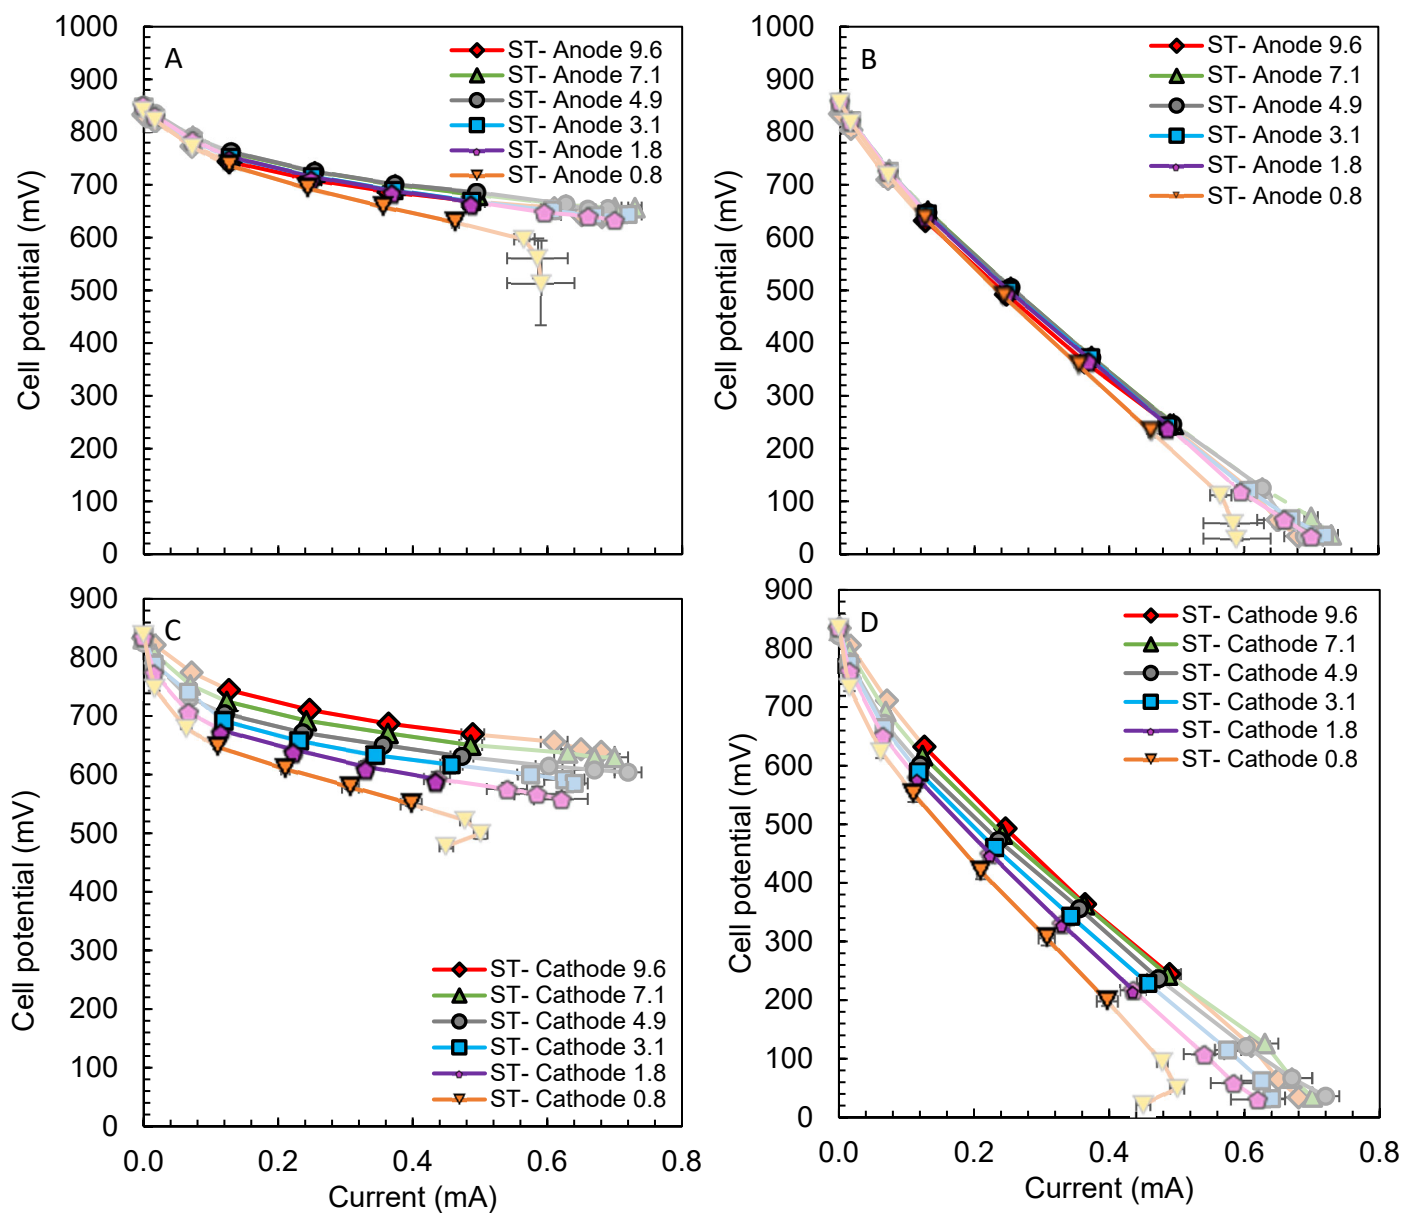 A
1000
900
800
700
600
500
400
300
200
100
0
Cell potential (mV)
ST- Anode 9.6
ST- Anode 7.1
ST- Anode 4.9
ST- Anode 3.1
ST- Anode 1.8
ST- Anode 0.8
B
1000
900
800
700
600
500
400
300
200
100
0
Cell potential (mV)
ST- Anode 9.6
ST- Anode 7.1
ST- Anode 4.9
ST- Anode 3.1
ST- Anode 1.8
ST- Anode 0.8
C
900
800
700
600
500
400
300
200
100
0
Cell potential (mV)
ST- Cathode 9.6
ST- Cathode 7.1
ST- Cathode 4.9
ST- Cathode 3.1
ST- Cathode 1.8
ST- Cathode 0.8
0.0 0.2 0.4 0.6 0.8
Current (mA)
D
900
800
700
600
500
400
300
200
100
0
Cell potential (mV)
ST- Cathode 9.6
ST- Cathode 7.1
ST- Cathode 4.9
ST- Cathode 3.1
ST- Cathode 1.8
ST- Cathode 0.8
0.0 0.2 0.4 0.6 0.8
Current (mA)